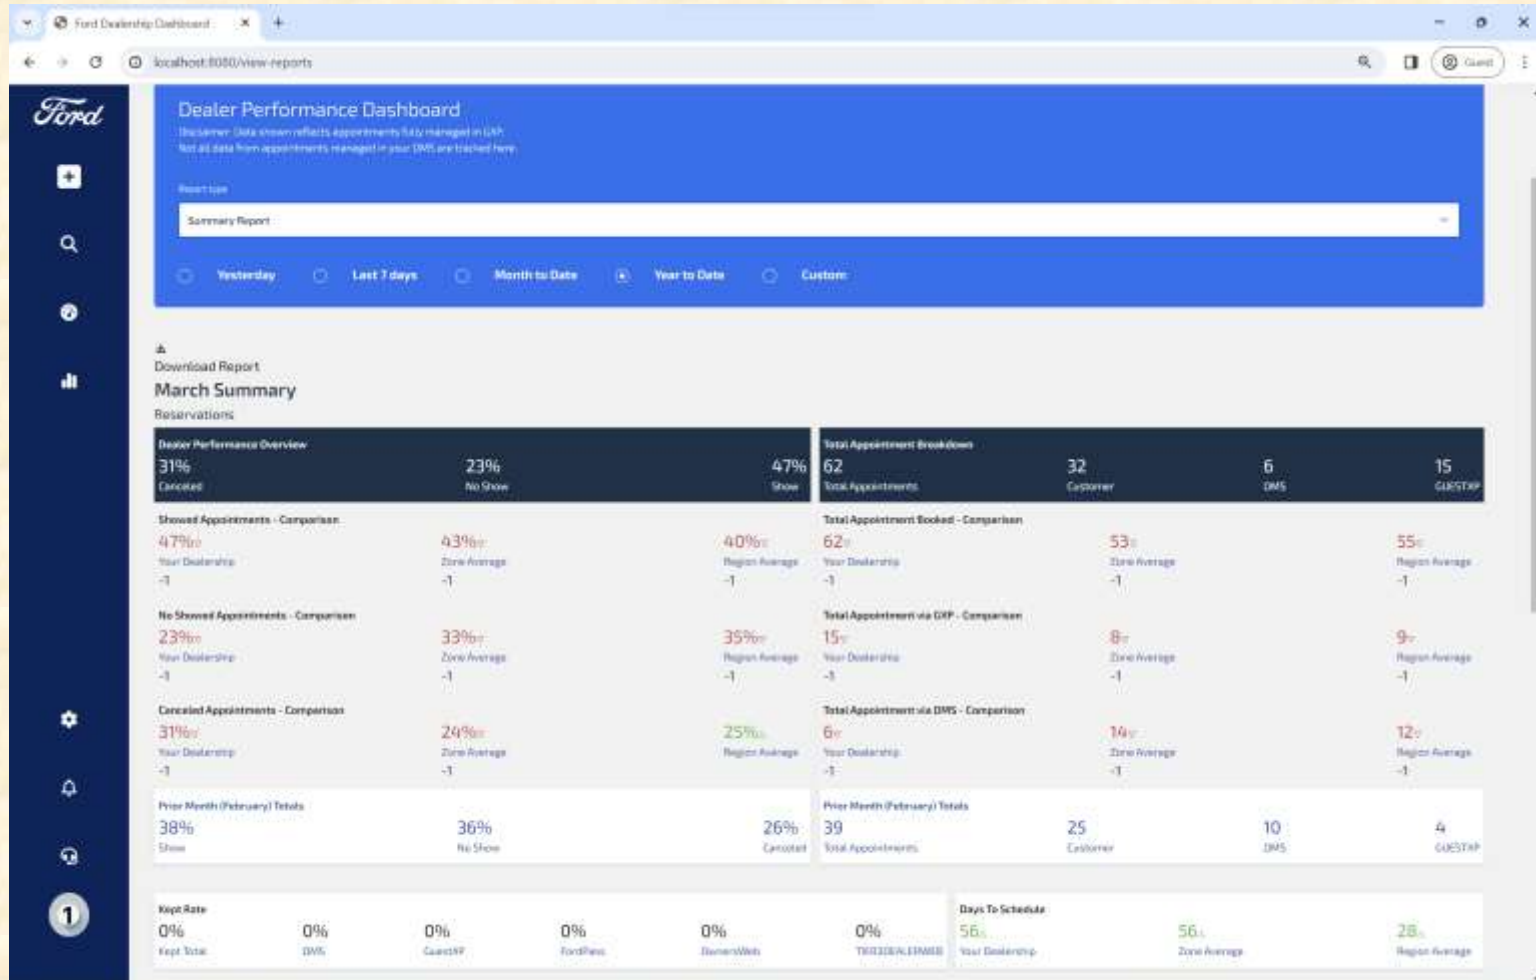 Ford Dealership Dashboard
localhost:8080/view-reports
Guest
Ford
Dealer Performance Dashboard
Disclaimer: Data shown reflects appointments fully managed in GXP.
Not all data from appointments managed in your DMS are tracked here.
Report type
Summary Report
Yesterday Last 7 days Month to Date Year to Date Custom
Download Report
March Summary
Reservations
Dealer Performance Overview
31% 23% 47%
Canceled No Show Show
Total Appointment Breakdown
62 32 6 15
Total Appointments Customer DMS GUESTXP
Showed Appointments - Comparison
47% 43% 40%
Your Dealership Zone Average Region Average
-1 -1 -1
Total Appointment Booked - Comparison
62 53 55
Your Dealership Zone Average Region Average
-1 -1 -1
No Showed Appointments - Comparison
23% 33% 35%
Your Dealership Zone Average Region Average
-1 -1 -1
Total Appointment via GXP - Comparison
15 8 9
Your Dealership Zone Average Region Average
-1 -1 -1
Canceled Appointments - Comparison
31% 24% 25%
Your Dealership Zone Average Region Average
-1 -1
Total Appointment via DMS - Comparison
6 14 12
Your Dealership Zone Average Region Average
-1 -1 -1
Prior Month (February) Totals
38% 36% 26%
Show No Show Canceled
Prior Month (February) Totals
39 25 10 4
Total Appointments Customer DMS GUESTXP
1
Kept Rate
0% 0% 0% 0% 0% 0%
Kept Total DMS GuestXP FordPass OwnersWeb TIER3DEALERWEB
Days To Schedule
56 56 28
Your Dealership Zone Average Region Average